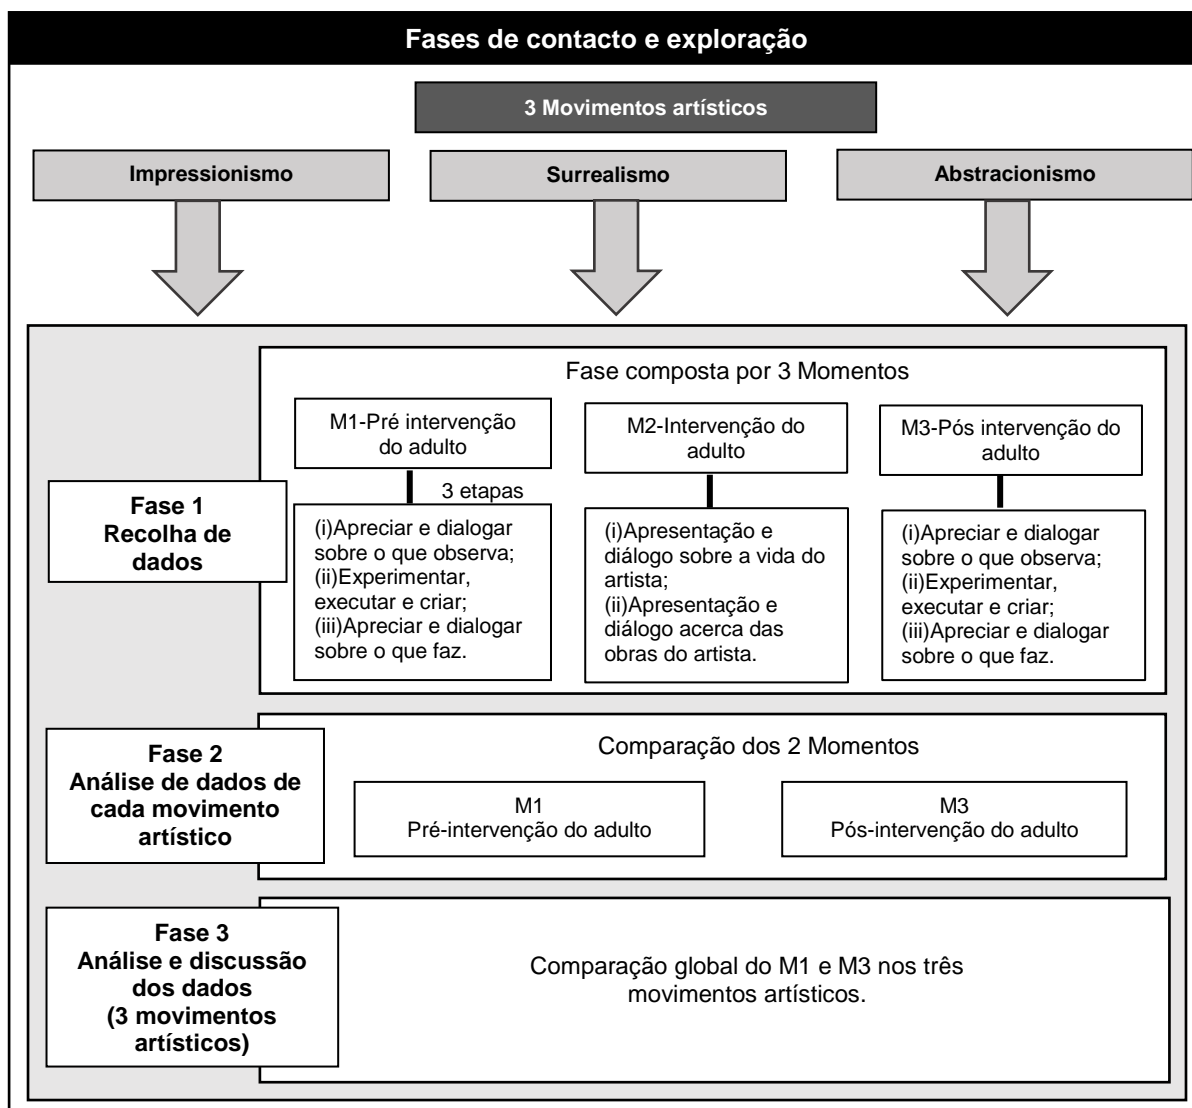 Fases de contacto e exploração
3 Movimentos artísticos
Impressionismo
Surrealismo
Abstracionismo
Fase 1
Recolha de
dados
Fase composta por 3 Momentos
M1-Pré intervenção
do adulto
3 etapas
(i)Apreciar e dialogar
sobre o que observa;
(ii)Experimentar,
executar e criar;
(iii)Apreciar e dialogar
sobre o que faz.
M2-Intervenção do
adulto
(i)Apresentação e
diálogo sobre a vida do
artista;
(ii)Apresentação e
diálogo acerca das
obras do artista.
M3-Pós intervenção do
adulto
(i)Apreciar e dialogar
sobre o que observa;
(ii)Experimentar,
executar e criar;
(iii)Apreciar e dialogar
sobre o que faz.
Fase 2
Análise de dados de
cada movimento
artístico
Comparação dos 2 Momentos
M1
Pré-intervenção do adulto
M3
Pós-intervenção do adulto
Fase 3
Análise e discussão
dos dados
(3 movimentos
artísticos)
Comparação global do M1 e M3 nos três
movimentos artísticos.